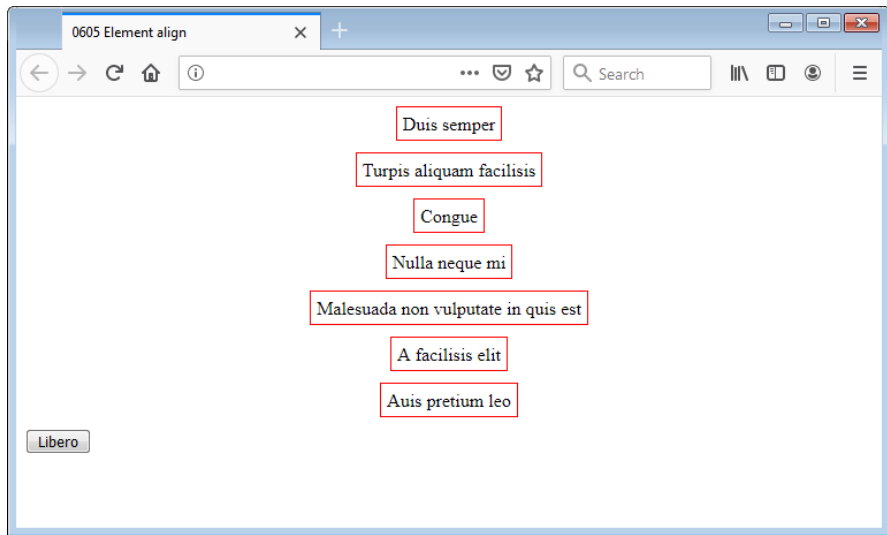 0605 Element align
Search
Duis semper
Turpis aliquam facilisis
Congue
Nulla neque mi
Malesuada non vulputate in quis est
A facilisis elit
Auis pretium leo
Libero